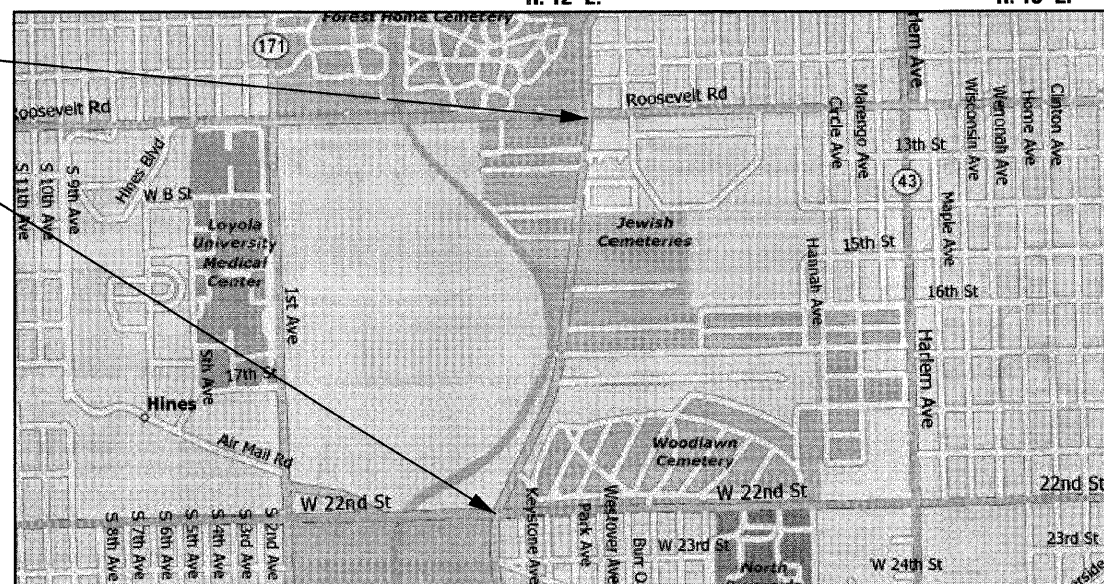 Forest Home Cemetery
171
Roosevelt Rd
Roosevelt Rd
Harlem Ave
Circle Ave
Marengo Ave
Wisconsin Ave
Wenonah Ave
Home Ave
Clinton Ave
13th St
43
S 11th Ave
S 10th Ave
S 9th Ave
Hines Blvd
W B St
Loyola
University
Medical
Center
Jewish
Cemeteries
Maple Ave
15th St
Hannah Ave
16th St
1st Ave
Harlem Ave
5th Ave
17th St
Hines
Air Mail Rd
Woodlawn
Cemetery
W 22nd St
W 22nd St
22nd St
S 8th Ave
S 7th Ave
S 6th Ave
S 5th Ave
S 4th Ave
S 3rd Ave
S 2nd Ave
Keystone Ave
Park Ave
Westover Ave
W 23rd St
23rd St
North
W 24th St